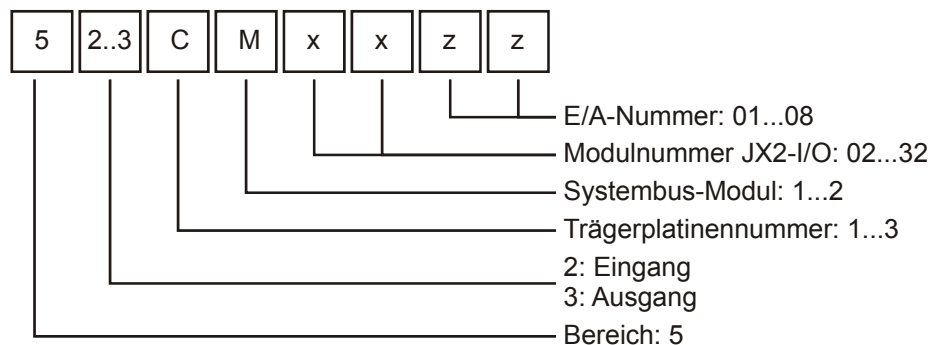 5 2..3 C M x x z z
E/A-Nummer: 01...08
Modulnummer JX2-I/O: 02...32
Systembus-Modul: 1...2
Trägerplatinennummer: 1...3
2: Eingang
3: Ausgang
Bereich: 5